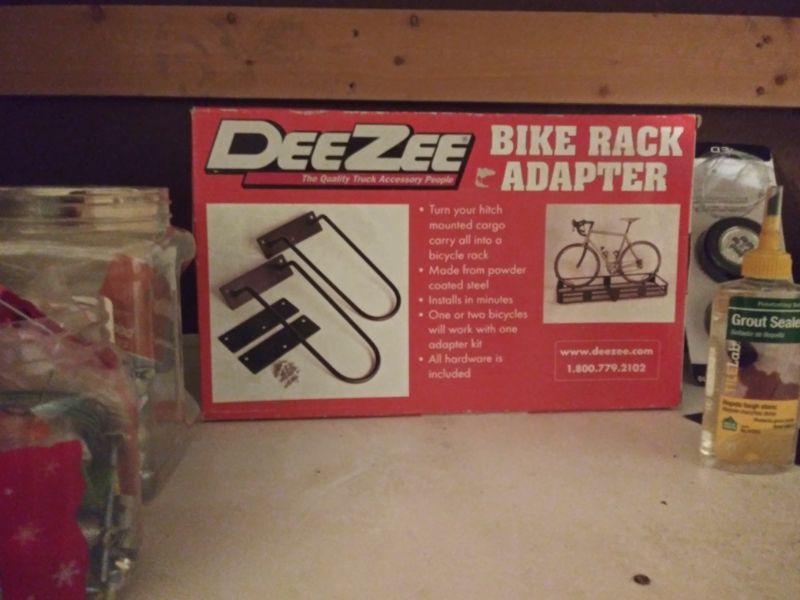 DEEZEE
The Quality Truck Accessory People
BIKE RACK
ADAPTER
• Turn your hitch
mounted cargo
carry all into a
bicycle rack
• Made from powder
coated steel
• Installs in minutes
• One or two bicycles
will work with one
adapter kit
• All hardware is
included
www.deezee.com
1.800.779.2102
Grout Seale